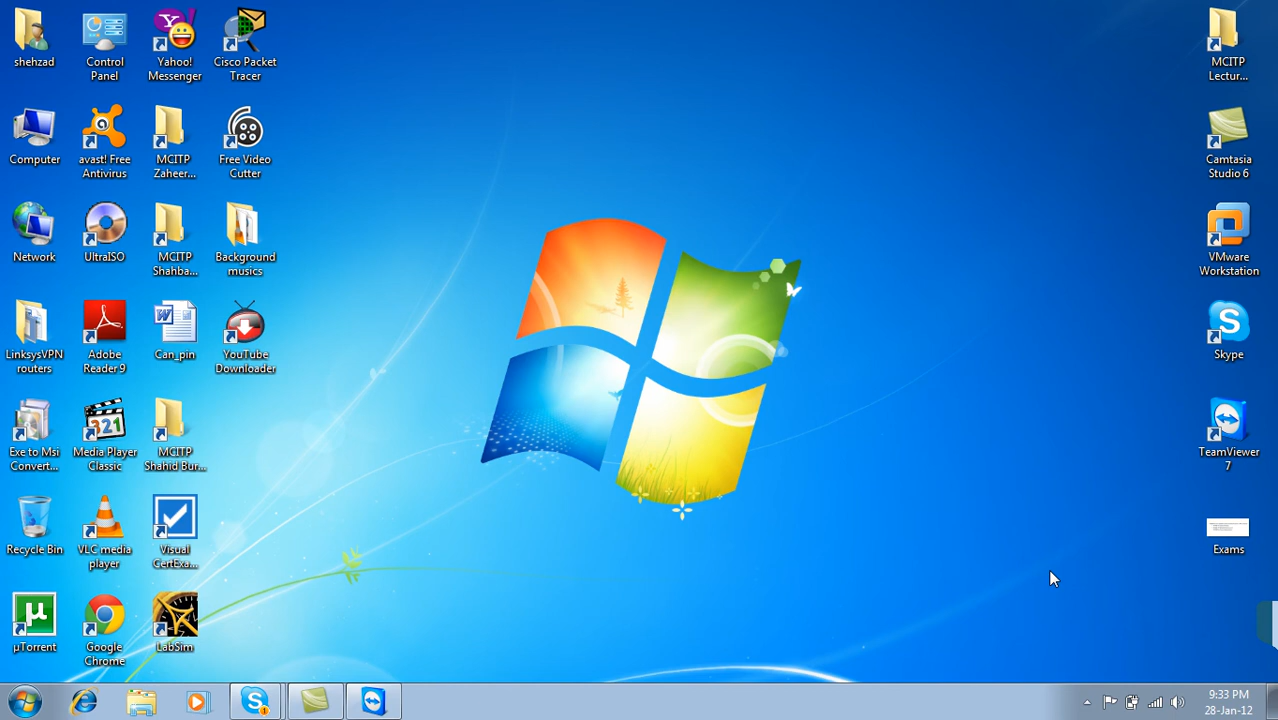 shehzad
Control
Panel
Yahoo!
Messenger
Cisco Packet
Tracer
MCITP
Lectur...
Computer
avast! Free
Antivirus
MCITP
Zaheer...
Free Video
Cutter
Camtasia
Studio 6
Network
UltraISO
MCITP
Shahba...
Background
musics
VMware
Workstation
LinksysVPN
routers
Adobe
Reader 9
Can_pin
YouTube
Downloader
Skype
Exe to Msi
Convert...
Media Player
Classic
321
MCITP
Shahid Bur...
TeamViewer
7
Recycle Bin
VLC media
player
Visual
CertExa...
Exams
µTorrent
Google
Chrome
LabSim
9:33 PM
28-Jan-12